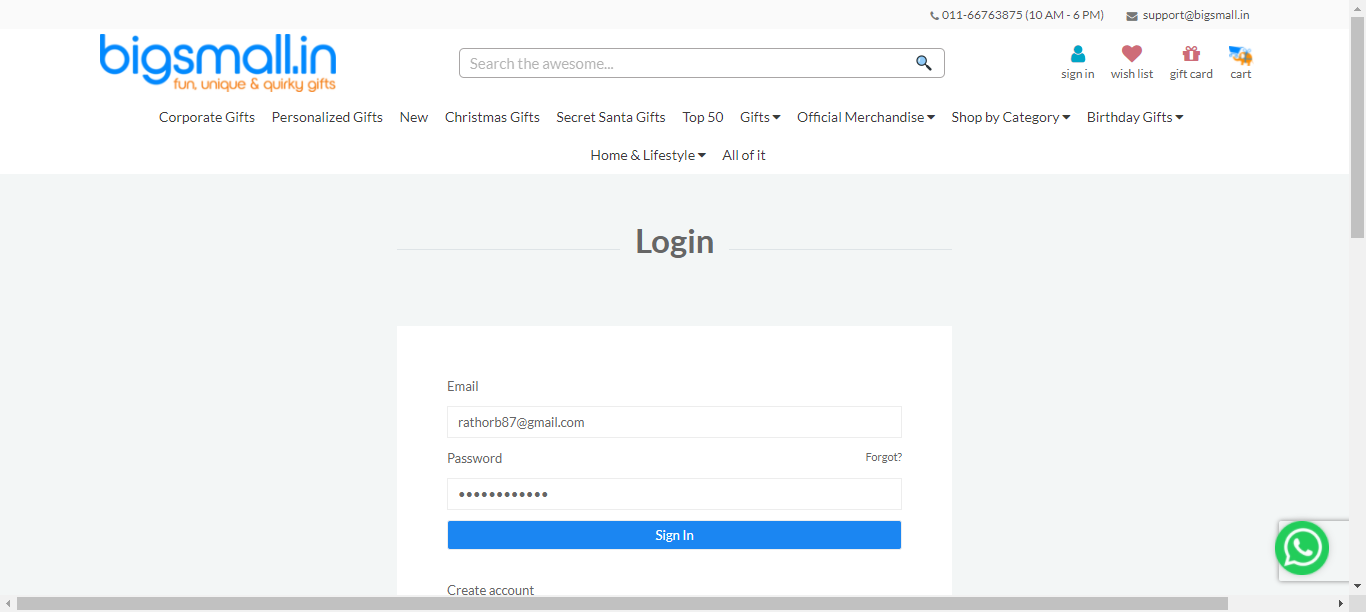 011-66763875 (10 AM - 6 PM) support@bigsmall.in
bigsmall.in
fun, unique & quirky gifts
Search the awesome...
sign in wish list gift card cart
Corporate Gifts Personalized Gifts New Christmas Gifts Secret Santa Gifts Top 50 Gifts Official Merchandise Shop by Category Birthday Gifts
Home & Lifestyle All of it
Login
Email
rathorb87@gmail.com
Password Forgot?
••••••••••••
Sign In
Create account